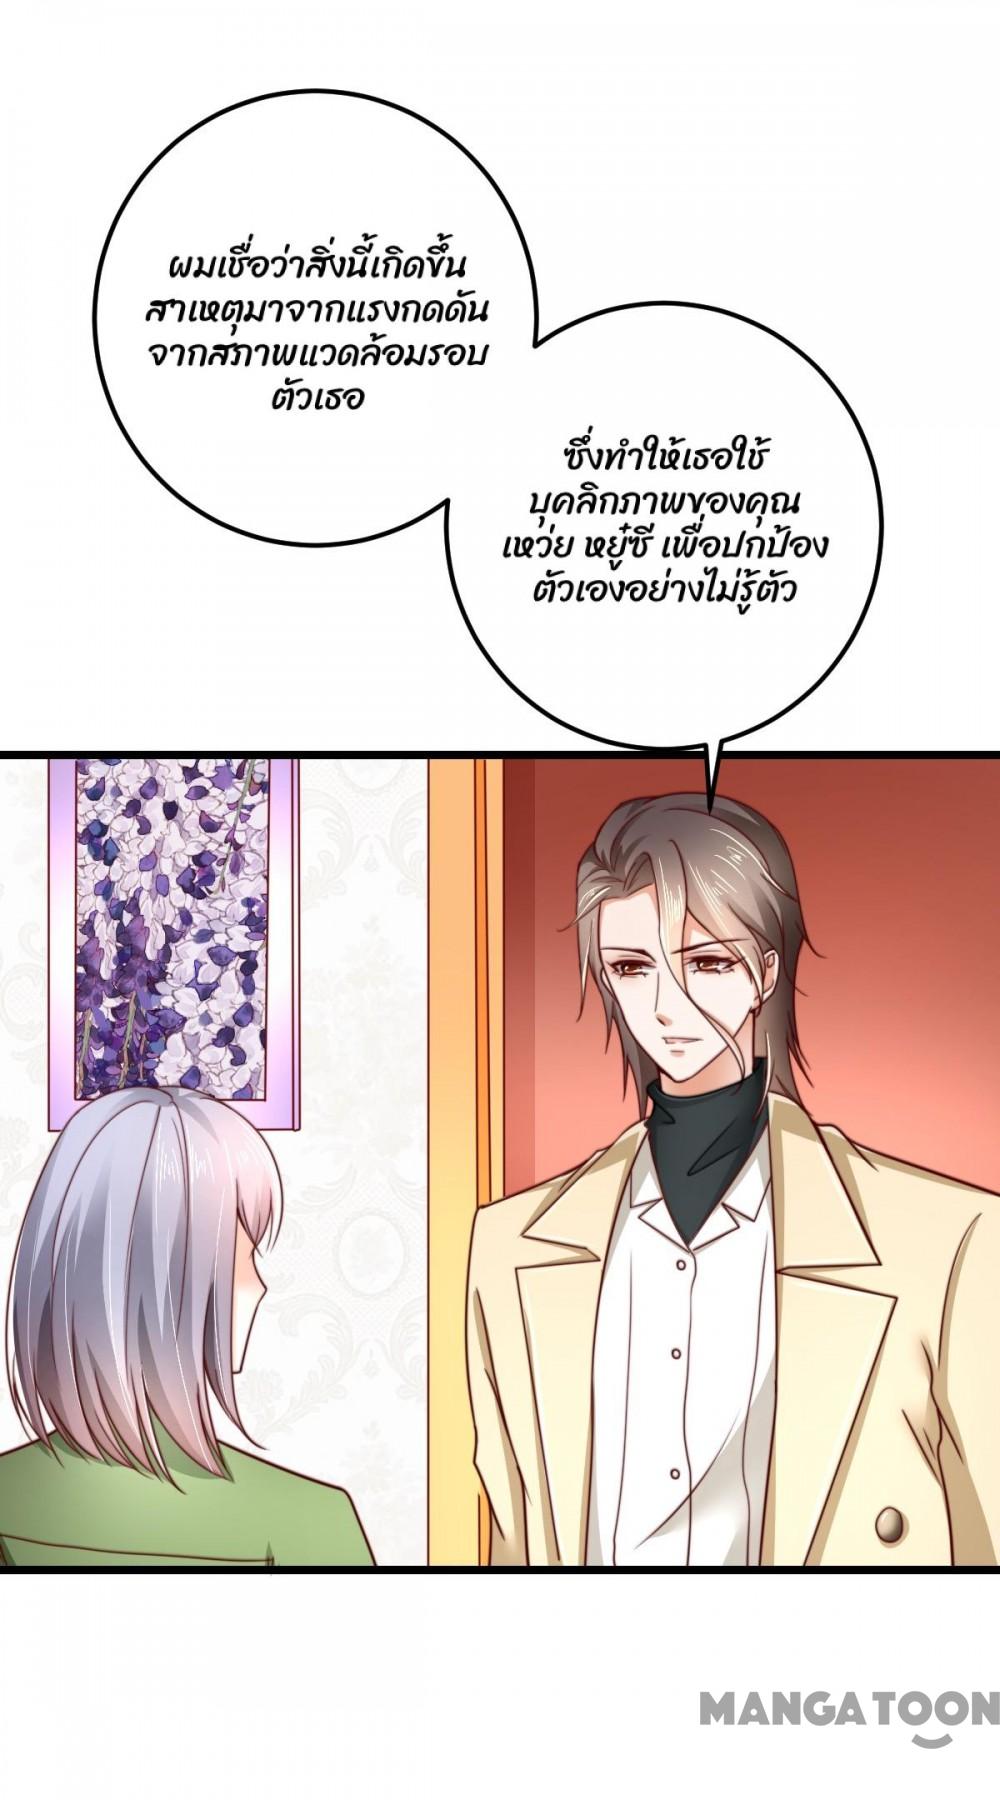 ผมเชื่อว่าสิ่งนี้เกิดขึ้น
สาเหตุมาจากแรงกดดัน
จากสภาพแวดล้อมรอบ
ตัวเธอ
ซึ่งทำให้เธอใช้
บุคลิกภาพของคุณ
เหว่ย หยู๋ซี เพื่อปกป้อง
ตัวเองอย่างไม่รู้ตัว
MANGATOON